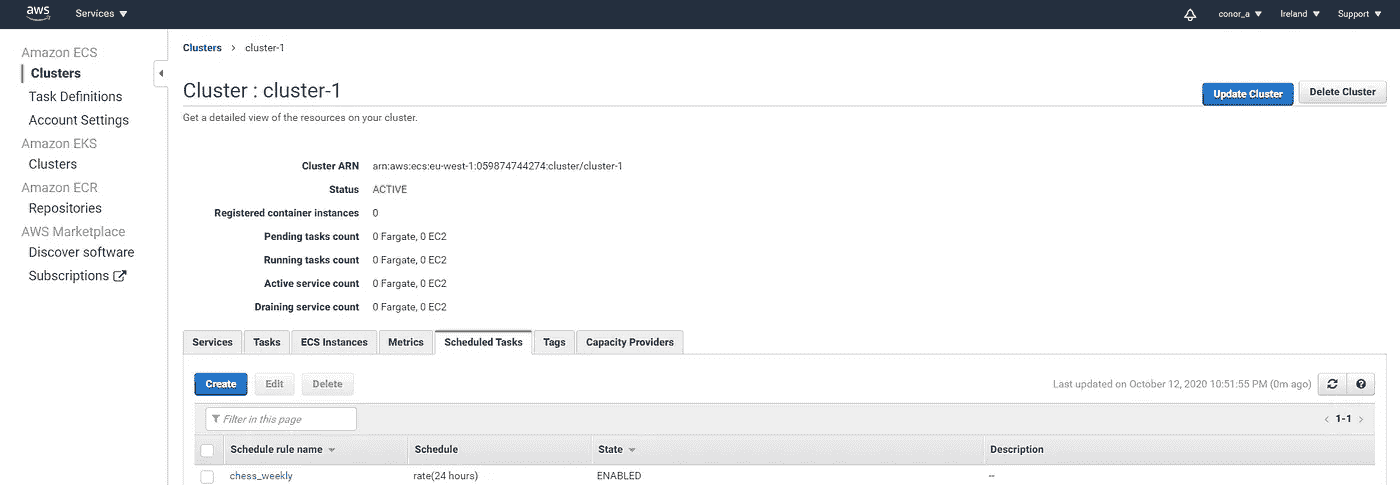 aws Services conor_a Ireland Support
Amazon ECS
Clusters
Task Definitions
Account Settings
Amazon EKS
Clusters
Amazon ECR
Repositories
AWS Marketplace
Discover software
Subscriptions
Clusters > cluster-1
Cluster : cluster-1
Update Cluster Delete Cluster
Get a detailed view of the resources on your cluster.
Cluster ARN arn:aws:ecs:eu-west-1:059874744274:cluster/cluster-1
Status ACTIVE
Registered container instances 0
Pending tasks count 0 Fargate, 0 EC2
Running tasks count 0 Fargate, 0 EC2
Active service count 0 Fargate, 0 EC2
Draining service count 0 Fargate, 0 EC2
Services Tasks ECS Instances Metrics Scheduled Tasks Tags Capacity Providers
Create Edit Delete Last updated on October 12, 2020 10:51:55 PM (0m ago)
Filter in this page < 1-1 >
Schedule rule name Schedule State Description
chess_weekly rate(24 hours) ENABLED --